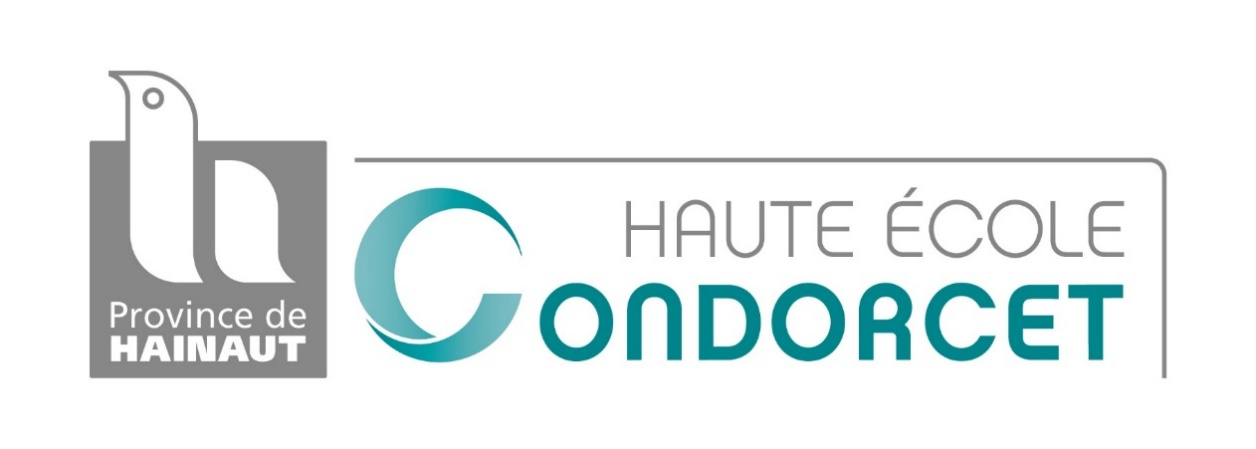 Province de
HAINAUT
HAUTE ÉCOLE
CONDORCET